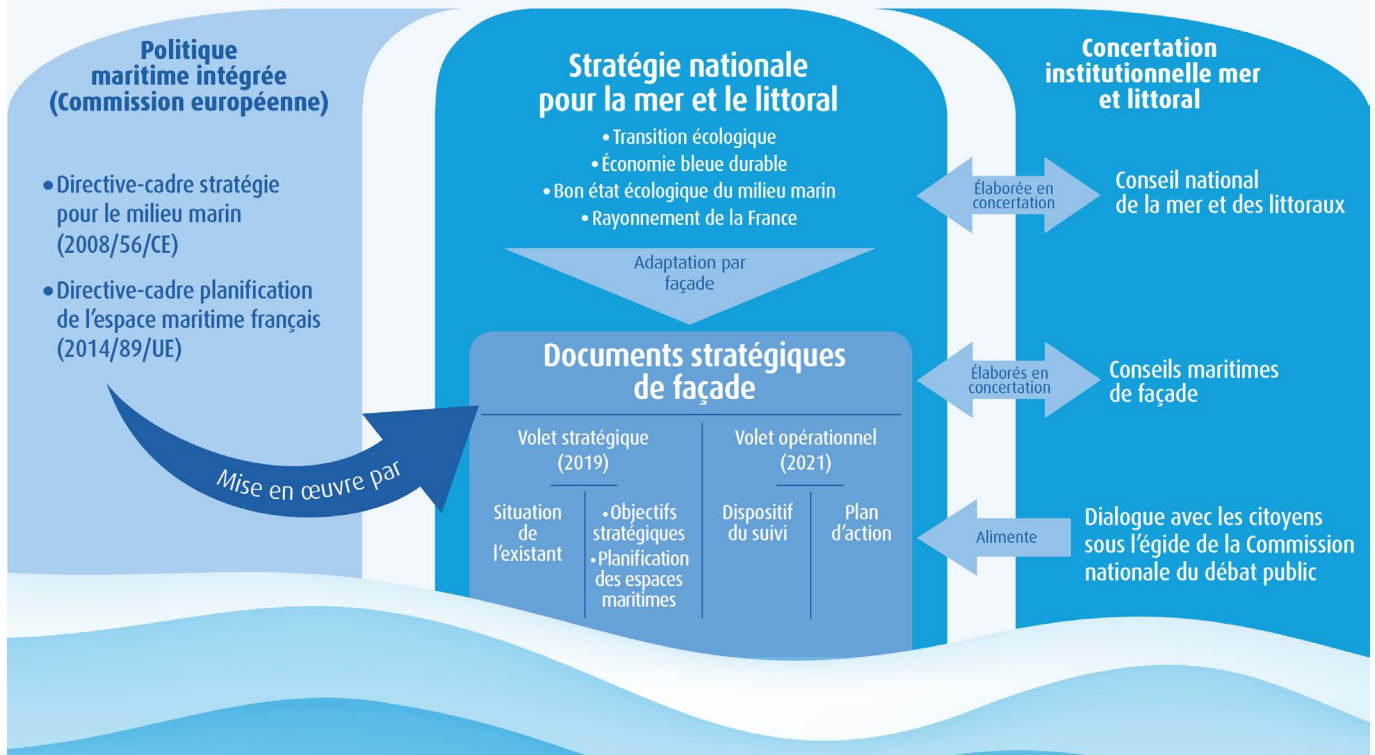 Politique
maritime intégrée
(Commission européenne)
• Directive-cadre stratégie
pour le milieu marin
(2008/56/CE)
• Directive-cadre planification
de l'espace maritime français
(2014/89/UE)
Mise en œuvre par
Stratégie nationale
pour la mer et le littoral
• Transition écologique
• Économie bleue durable
• Bon état écologique du milieu marin
• Rayonnement de la France
Adaptation par
façade
Documents stratégiques
de façade
Volet stratégique
(2019)
Situation
de
l'existant
• Objectifs
stratégiques
• Planification
des espaces
maritimes
Volet opérationnel
(2021)
Dispositif
du suivi
Plan
d'action
Concertation
institutionnelle mer
et littoral
Élaborée en
concertation
Conseil national
de la mer et des littoraux
Élaborés en
concertation
Conseils maritimes
de façade
Alimente
Dialogue avec les citoyens
sous l'égide de la Commission
nationale du débat public